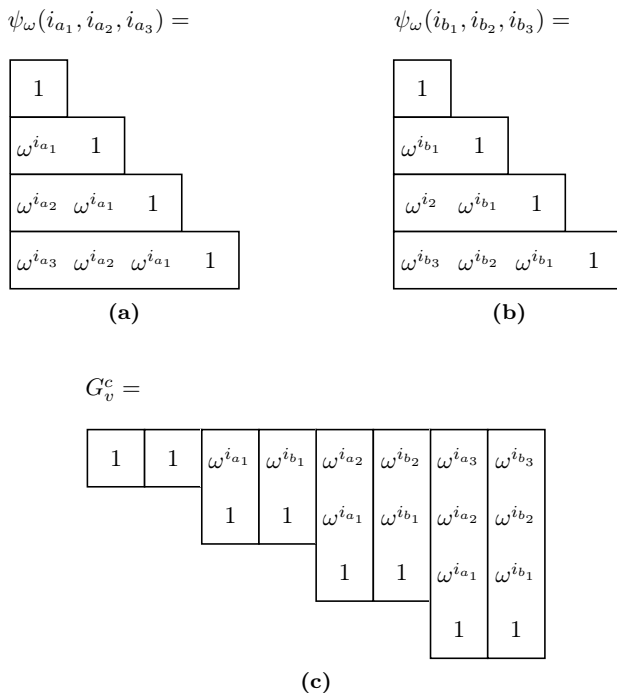 ψ_ω(i_{a_1}, i_{a_2}, i_{a_3}) =
1
ω^{i_{a_1}} 1
ω^{i_{a_2}} ω^{i_{a_1}} 1
ω^{i_{a_3}} ω^{i_{a_2}} ω^{i_{a_1}} 1
(a)
ψ_ω(i_{b_1}, i_{b_2}, i_{b_3}) =
1
ω^{i_{b_1}} 1
ω^{i_2} ω^{i_{b_1}} 1
ω^{i_{b_3}} ω^{i_{b_2}} ω^{i_{b_1}} 1
(b)
G_v^c =
1 1 ω^{i_{a_1}} ω^{i_{b_1}} ω^{i_{a_2}} ω^{i_{b_2}} ω^{i_{a_3}} ω^{i_{b_3}}
1 1 ω^{i_{a_1}} ω^{i_{b_1}} ω^{i_{a_2}} ω^{i_{b_2}}
1 1 ω^{i_{a_1}} ω^{i_{b_1}}
1 1
(c)